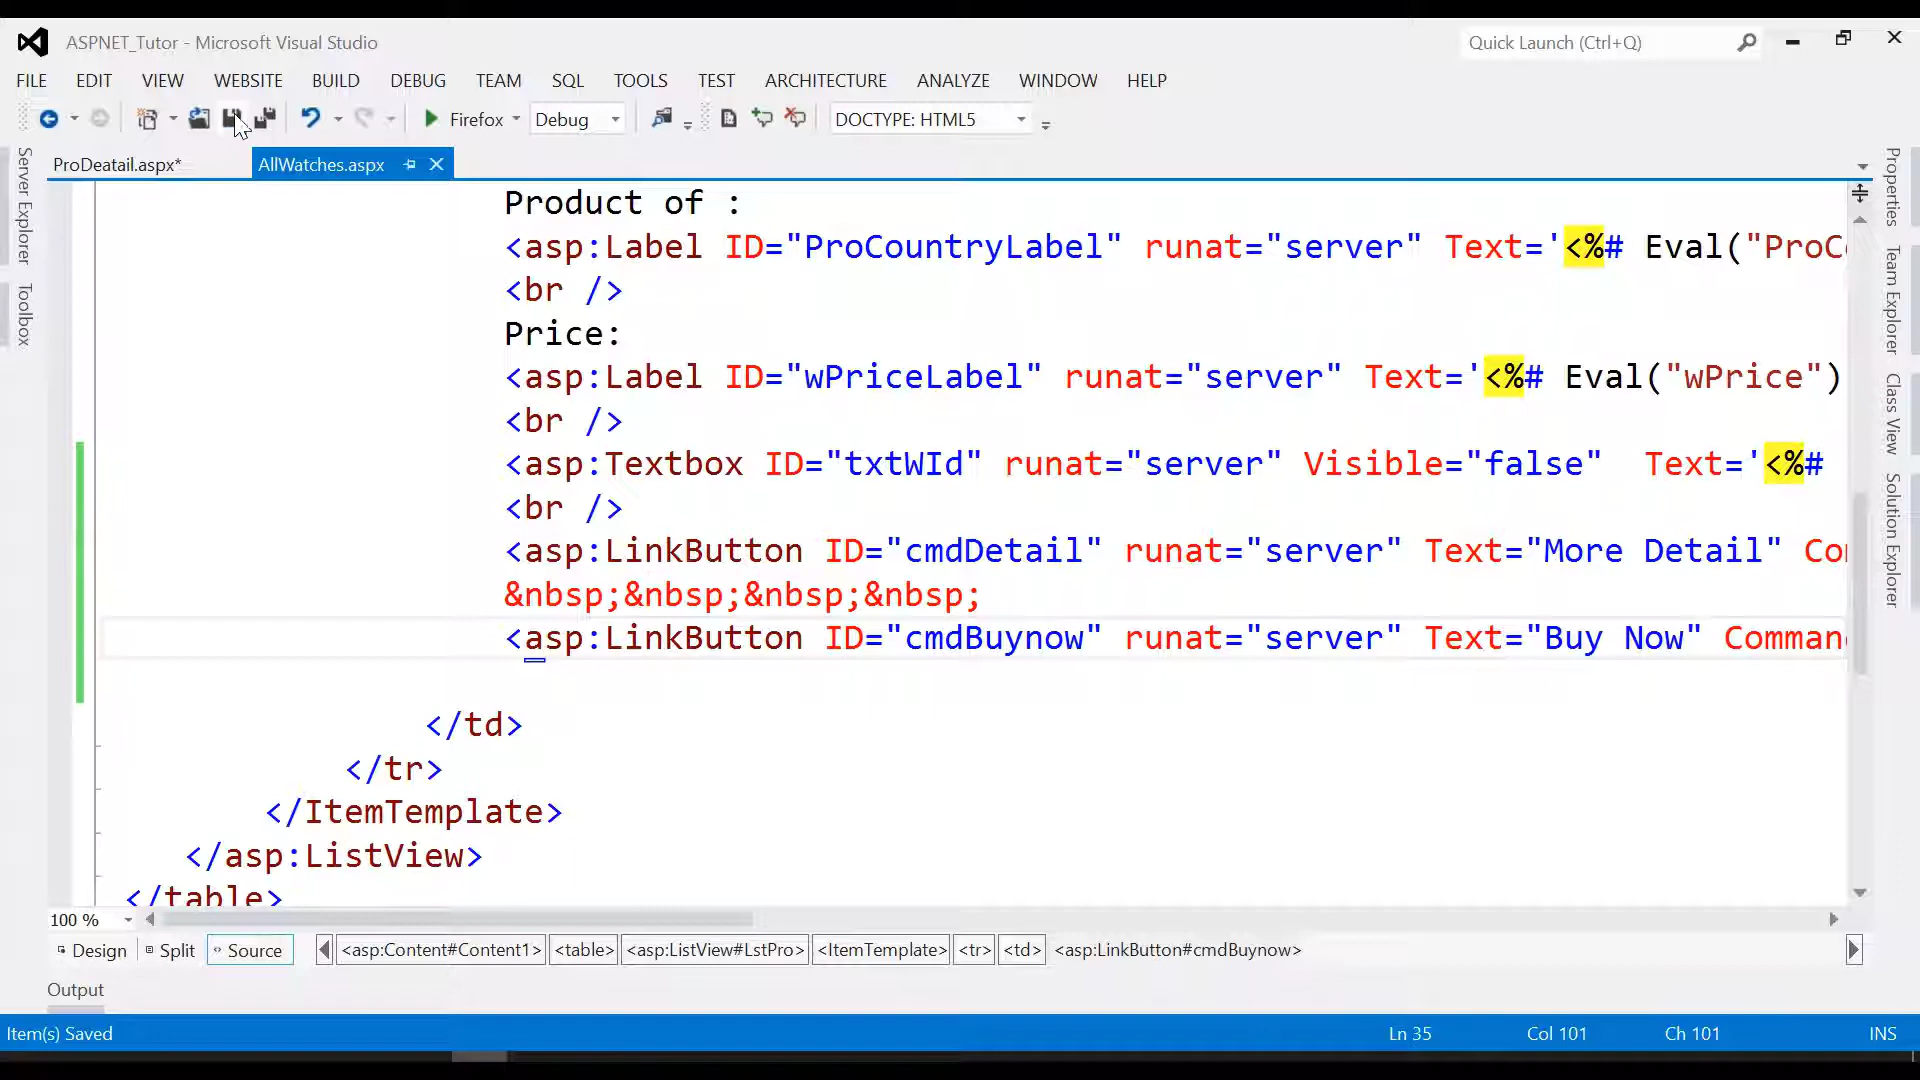 ASPNET_Tutor - Microsoft Visual Studio
Quick Launch (Ctrl+Q)
FILE EDIT VIEW WEBSITE BUILD DEBUG TEAM SQL TOOLS TEST ARCHITECTURE ANALYZE WINDOW HELP
Firefox Debug DOCTYPE: HTML5
ProDeatail.aspx* AllWatches.aspx
Server Explorer
Toolbox
Product of :
<asp:Label ID="ProCountryLabel" runat="server" Text='<%# Eval("ProCo
<br />
Price:
<asp:Label ID="wPriceLabel" runat="server" Text='<%# Eval("wPrice")
<br />
<asp:Textbox ID="txtWId" runat="server" Visible="false"  Text='<%#
<br />
<asp:LinkButton ID="cmdDetail" runat="server" Text="More Detail" Com
&nbsp;&nbsp;&nbsp;&nbsp;
<asp:LinkButton ID="cmdBuynow" runat="server" Text="Buy Now" Comman
</td>
</tr>
</ItemTemplate>
</asp:ListView>
</table>
Properties
Team Explorer
Class View
Solution Explorer
100 %
Design Split Source <asp:Content#Content1> <table> <asp:ListView#LstPro> <ItemTemplate> <tr> <td> <asp:LinkButton#cmdBuynow>
Output
Item(s) Saved Ln 35 Col 101 Ch 101 INS